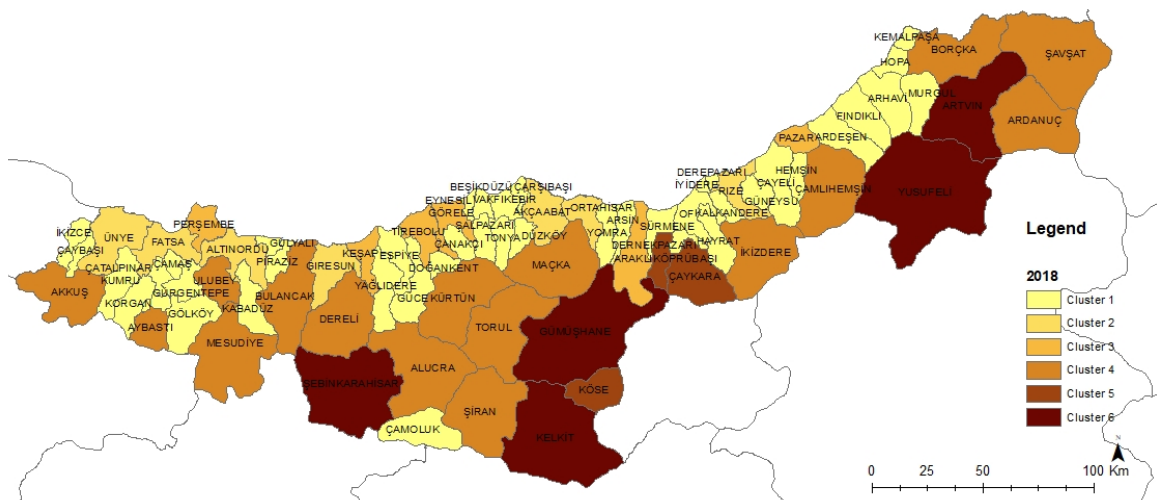 KEMALPAŞA
BORÇKA
ŞAVŞAT
HOPA
ARHAVİ
MURGUL
ARTVİN
FINDIKLI
ARDANUÇ
PAZAR
ARDEŞEN
DEREPAZARI
HEMŞİN
İYİDERE
RİZE
ÇAYELİ
ÇAMLIHEMŞİN
YUSUFELİ
GÜNEYSU
BEŞİKDÜZÜ
ÇARŞIBAŞI
EYNESİL
VAKFIKEBİR
ORTAHİSAR
ARSİN
OF
KALKANDERE
PERŞEMBE
GÖRELE
AKÇAABAT
SÜRMENE
İKİZCE
ÜNYE
FATSA
GÜLYALI
TİREBOLU
ŞALPAZARI
YOMRA
ÇAYBAŞI
ALTINORDU
KEŞAP
ESPİYE
ÇANAKÇI
TONYA
DÜZKÖY
DERNEKPAZARI
HAYRAT
ÇATALPINAR
ÇAMAŞ
PİRAZİZ
GİRESUN
DOĞANKENT
MAÇKA
ARAKLI
KÖPRÜBAŞI
İKİZDERE
AKKUŞ
KUMRU
ULUBEY
BULANCAK
YAĞLIDERE
ÇAYKARA
KORGAN
GÜRGENTEPE
KABADÜZ
GÜCE
KÜRTÜN
GÖLKÖY
DERELİ
AYBASTI
TORUL
GÜMÜŞHANE
MESUDİYE
ALUCRA
ŞEBİNKARAHİSAR
KÖSE
ŞİRAN
ÇAMOLUK
KELKİT
Legend
2018
Cluster 1
Cluster 2
Cluster 3
Cluster 4
Cluster 5
Cluster 6
N
0 25 50 100 Km